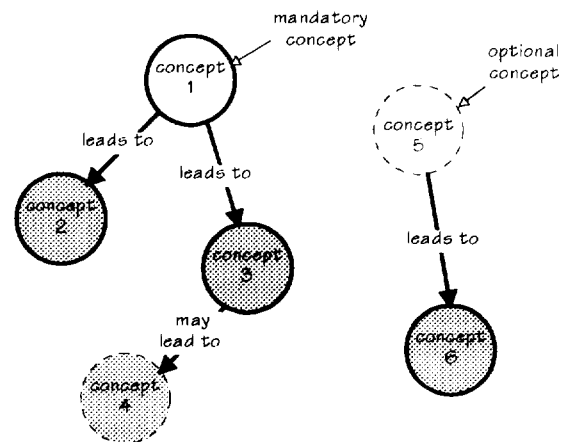 mandatory
concept
concept
1
optional
concept
concept
5
leads to
leads to
concept
2
concept
3
leads to
may
lead to
concept
6
concept
4